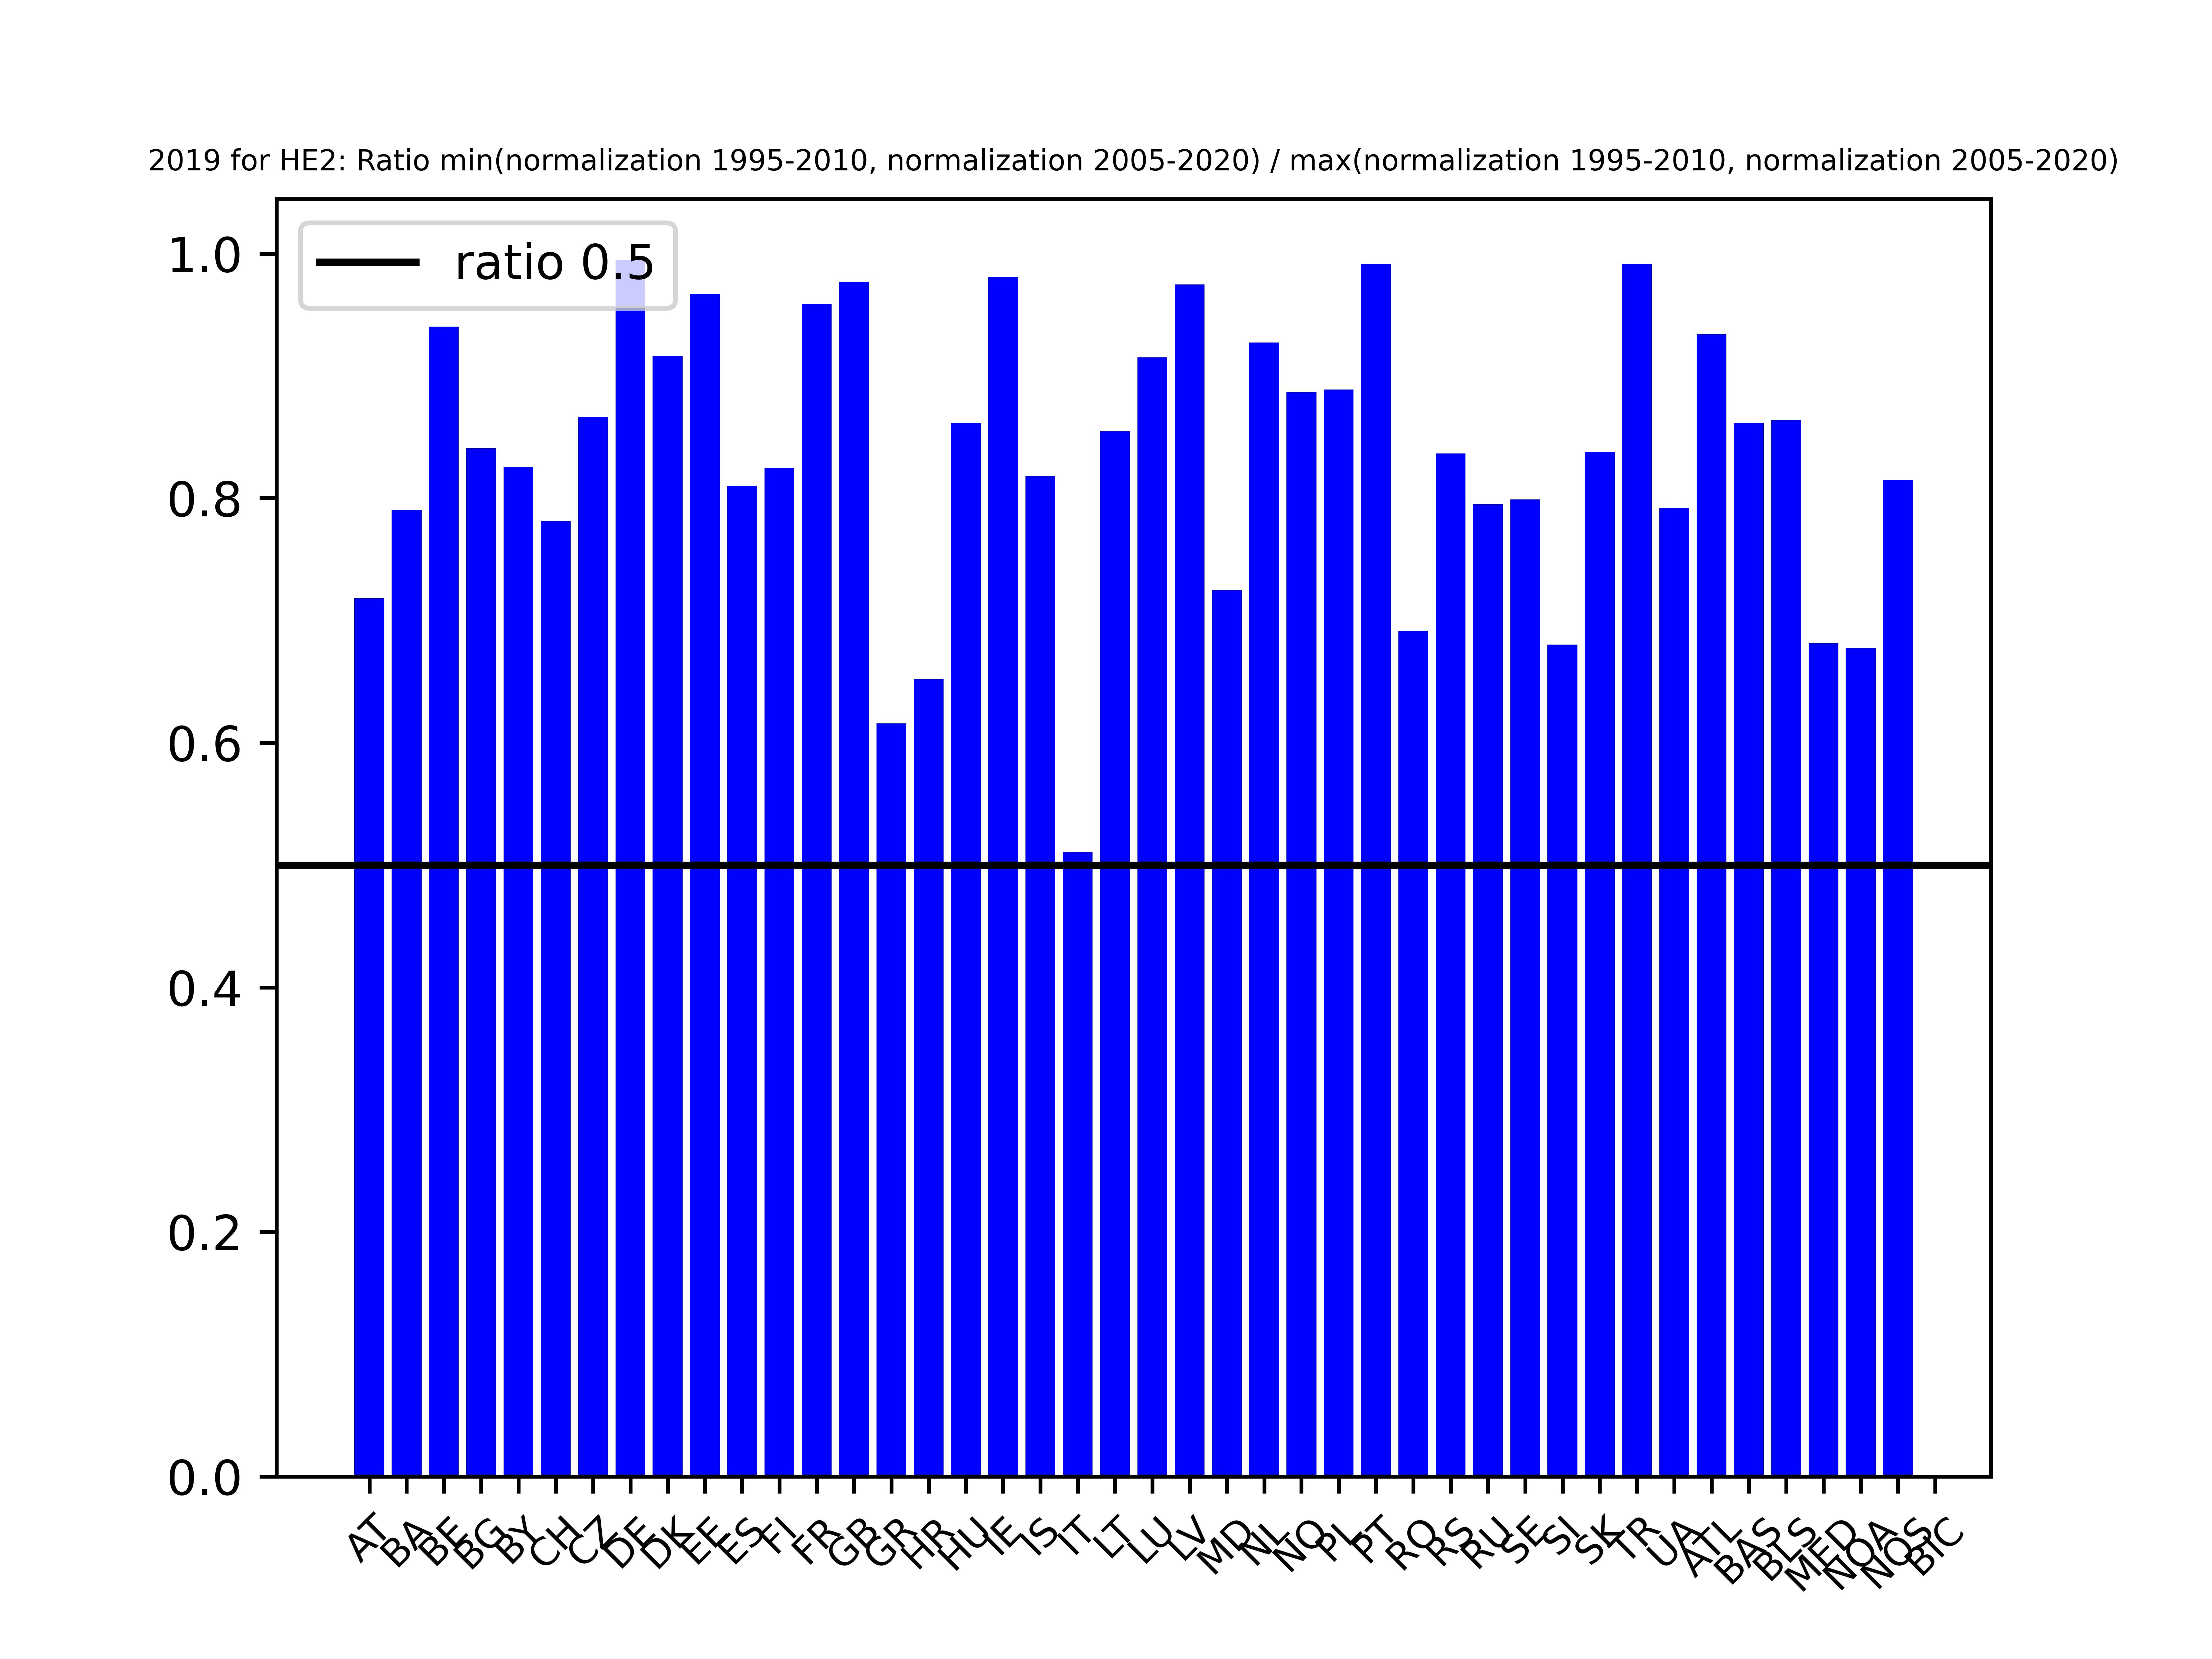 2019 for HE2: Ratio min(normalization 1995-2010, normalization 2005-2020) / max(normalization 1995-2010, normalization 2005-2020)
ratio 0.5
1.0
0.8
0.6
0.4
0.2
0.0
AT BA BE BG BY CH CZ DE DK EE ES FI FR GB GR HR HU IE IS IT LT LU LV MD NL NO PL PT RO RS RU SE SI SK TR UA ATL BAS BLS MED NOA NOS BIC